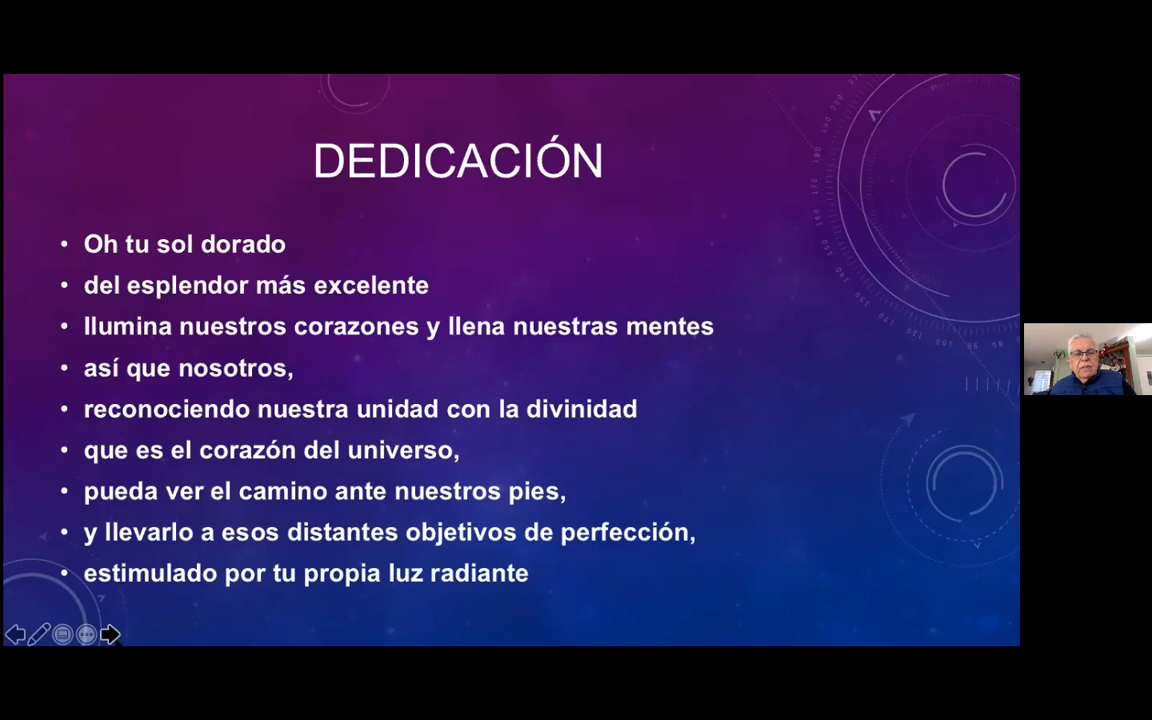 DEDICACIÓN
• Oh tu sol dorado
• del esplendor más excelente
• Ilumina nuestros corazones y llena nuestras mentes
• así que nosotros,
• reconociendo nuestra unidad con la divinidad
• que es el corazón del universo,
• pueda ver el camino ante nuestros pies,
• y llevarlo a esos distantes objetivos de perfección,
• estimulado por tu propia luz radiante